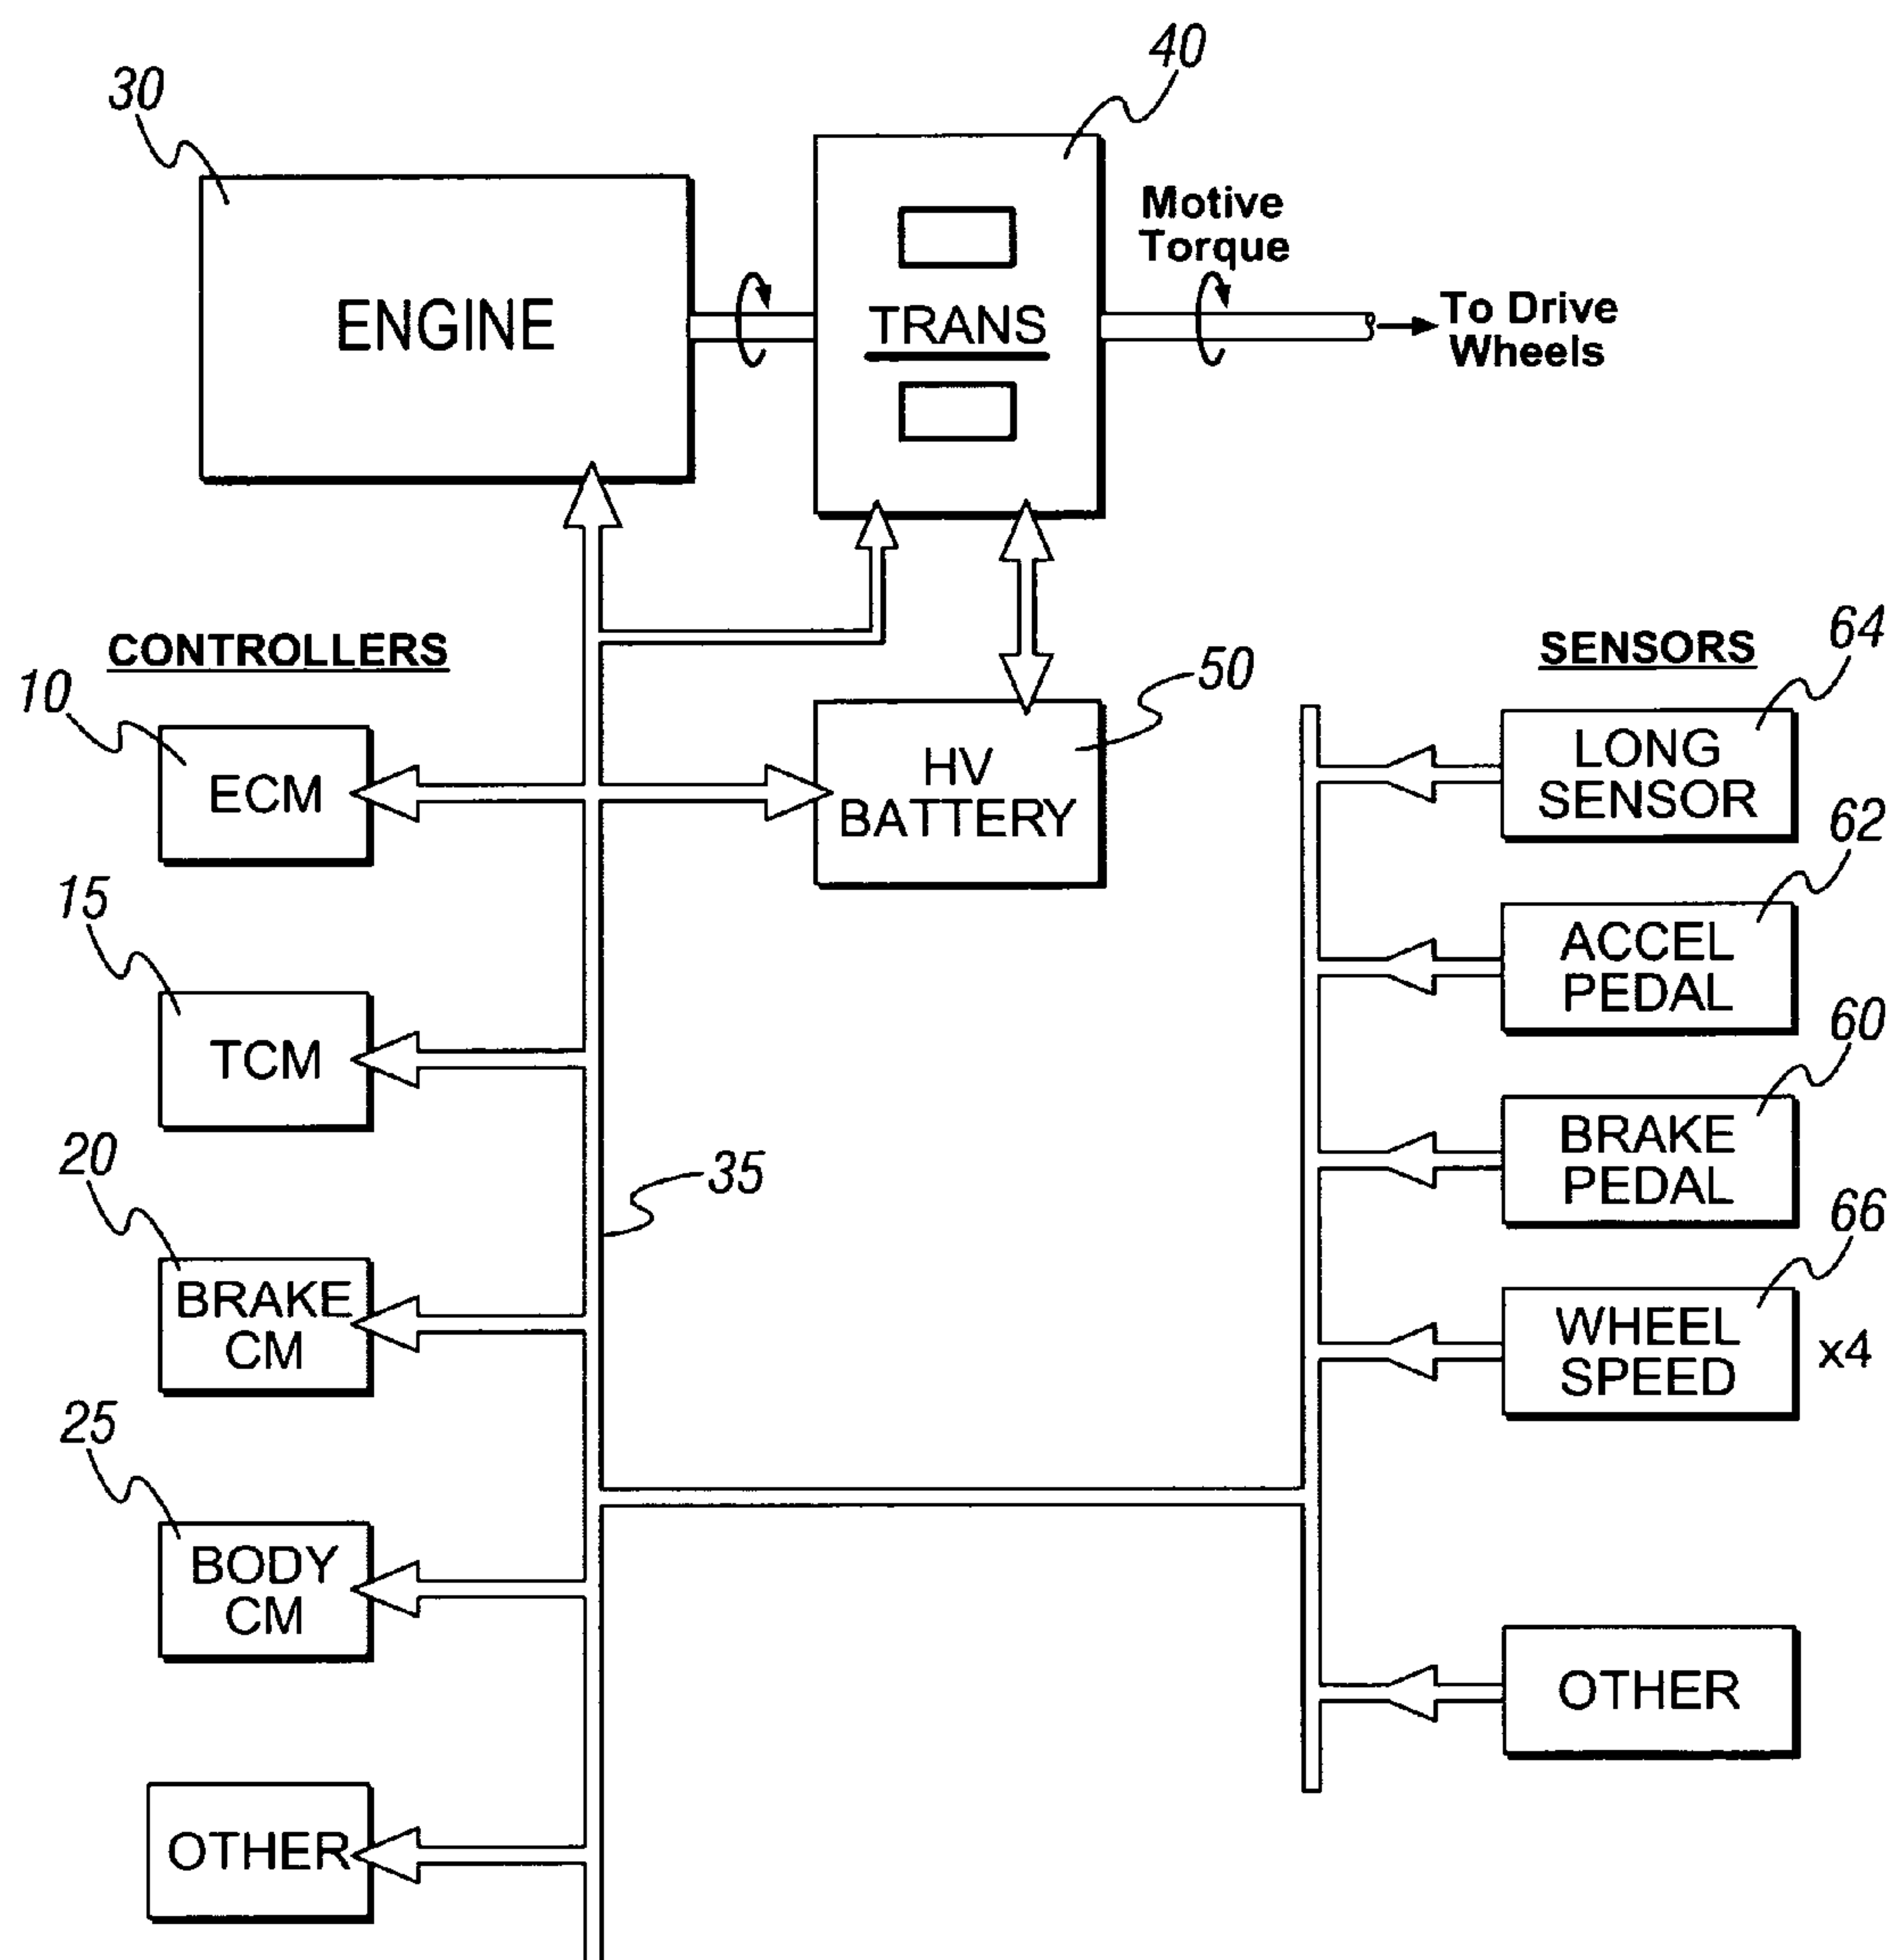 40
30
Motive
Torque
ENGINE
TRANS
To Drive
Wheels
CONTROLLERS
SENSORS
64
10
50
ECM
HV
BATTERY
LONG
SENSOR
62
15
ACCEL
PEDAL
TCM
60
20
35
BRAKE
PEDAL
66
BRAKE
CM
WHEEL
SPEED
x4
25
BODY
CM
OTHER
OTHER